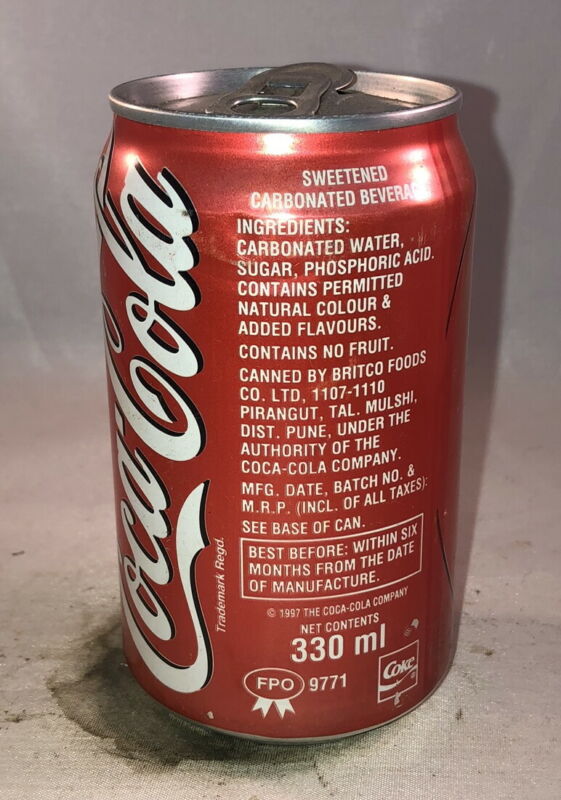 Coca-Cola
Trademark Regd.
SWEETENED
CARBONATED
INGREDIENTS:
CARBONATED WATER,
SUGAR, PHOSPHORIC ACID.
CONTAINS PERMITTED
NATURAL COLOUR &
ADDED FLAVOURS.
CONTAINS NO FRUIT.
CANNED BY BRITCO FOODS
CO. LTD, 1107-1110
PIRANGUT, TAL. MULSHI,
DIST. PUNE, UNDER THE
AUTHORITY OF THE
COCA-COLA COMPANY.
MFG. DATE, BATCH NO. &
M.R.P. (INCL. OF ALL TAXES):
SEE BASE OF CAN.
BEST BEFORE: WITHIN SIX
MONTHS FROM THE DATE
OF MANUFACTURE.
© 1997 THE COCA-COLA COMPANY
NET CONTENTS
330 ml
FPO 9771
Coke